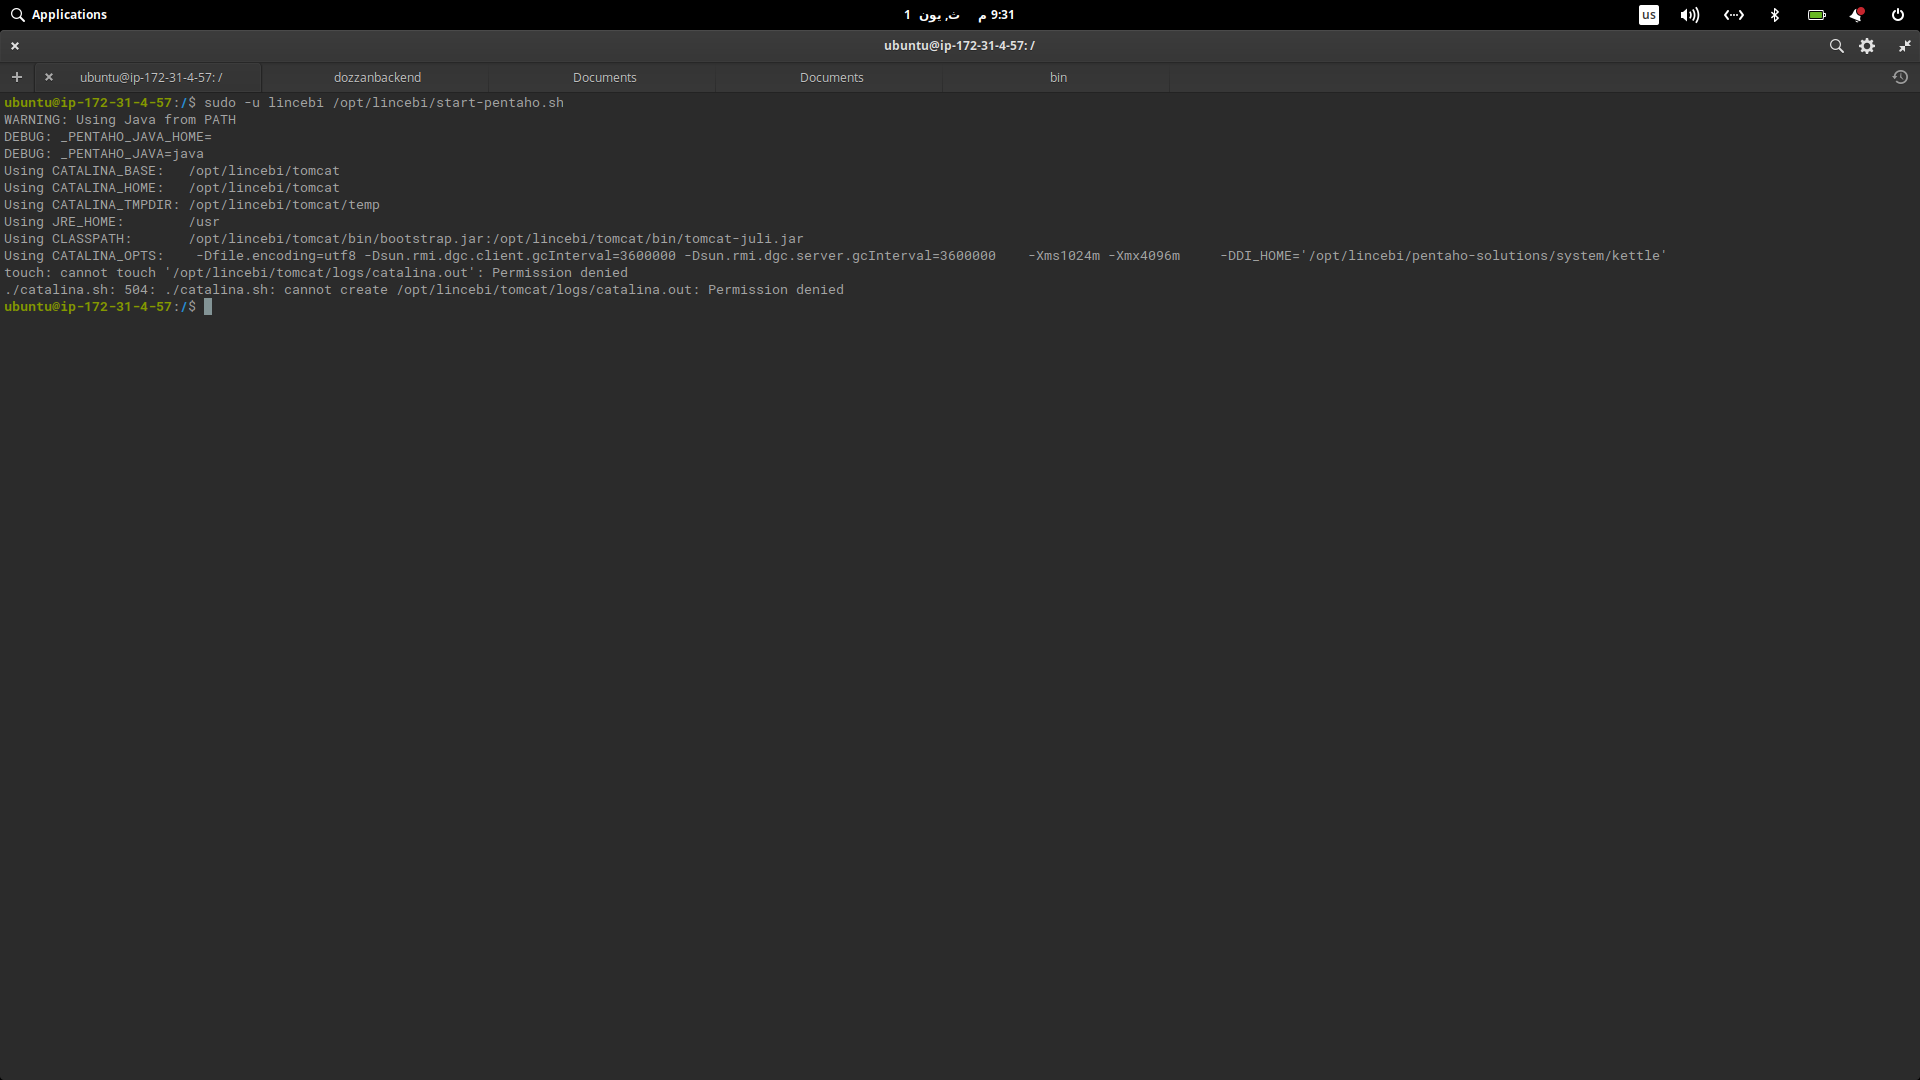 Applications
ث, يون 1 9:31 م
us
ubuntu@ip-172-31-4-57: /
ubuntu@ip-172-31-4-57: /
dozzanbackend
Documents
Documents
bin
ubuntu@ip-172-31-4-57:/$ sudo -u lincebi /opt/lincebi/start-pentaho.sh
WARNING: Using Java from PATH
DEBUG: _PENTAHO_JAVA_HOME=
DEBUG: _PENTAHO_JAVA=java
Using CATALINA_BASE:   /opt/lincebi/tomcat
Using CATALINA_HOME:   /opt/lincebi/tomcat
Using CATALINA_TMPDIR: /opt/lincebi/tomcat/temp
Using JRE_HOME:        /usr
Using CLASSPATH:       /opt/lincebi/tomcat/bin/bootstrap.jar:/opt/lincebi/tomcat/bin/tomcat-juli.jar
Using CATALINA_OPTS:    -Dfile.encoding=utf8 -Dsun.rmi.dgc.client.gcInterval=3600000 -Dsun.rmi.dgc.server.gcInterval=3600000    -Xms1024m -Xmx4096m     -DDI_HOME='/opt/lincebi/pentaho-solutions/system/kettle'
touch: cannot touch '/opt/lincebi/tomcat/logs/catalina.out': Permission denied
./catalina.sh: 504: ./catalina.sh: cannot create /opt/lincebi/tomcat/logs/catalina.out: Permission denied
ubuntu@ip-172-31-4-57:/$